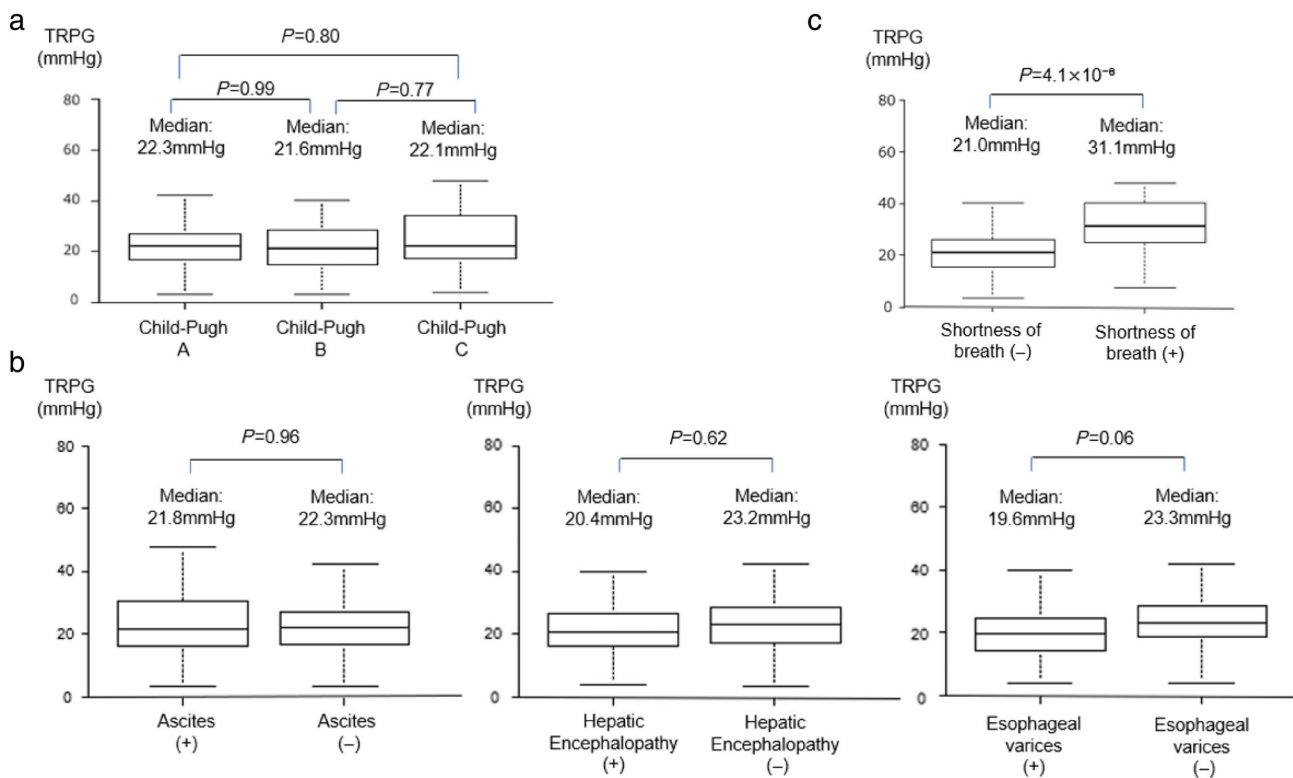 a
TRPG
(mmHg)
P=0.80
P=0.99
P=0.77
80
60
40
20
0
Median:
22.3mmHg
Median:
21.6mmHg
Median:
22.1mmHg
Child-Pugh
A
Child-Pugh
B
Child-Pugh
C
c
TRPG
(mmHg)
P=4.1×10⁻⁶
80
60
40
20
0
Median:
21.0mmHg
Median:
31.1mmHg
Shortness of
breath (–)
Shortness of
breath (+)
b
TRPG
(mmHg)
P=0.96
80
60
40
20
0
Median:
21.8mmHg
Median:
22.3mmHg
Ascites
(+)
Ascites
(–)
TRPG
(mmHg)
P=0.62
80
60
40
20
0
Median:
20.4mmHg
Median:
23.2mmHg
Hepatic
Encephalopathy
(+)
Hepatic
Encephalopathy
(–)
TRPG
(mmHg)
P=0.06
80
60
40
20
0
Median:
19.6mmHg
Median:
23.3mmHg
Esophageal
varices
(+)
Esophageal
varices
(–)